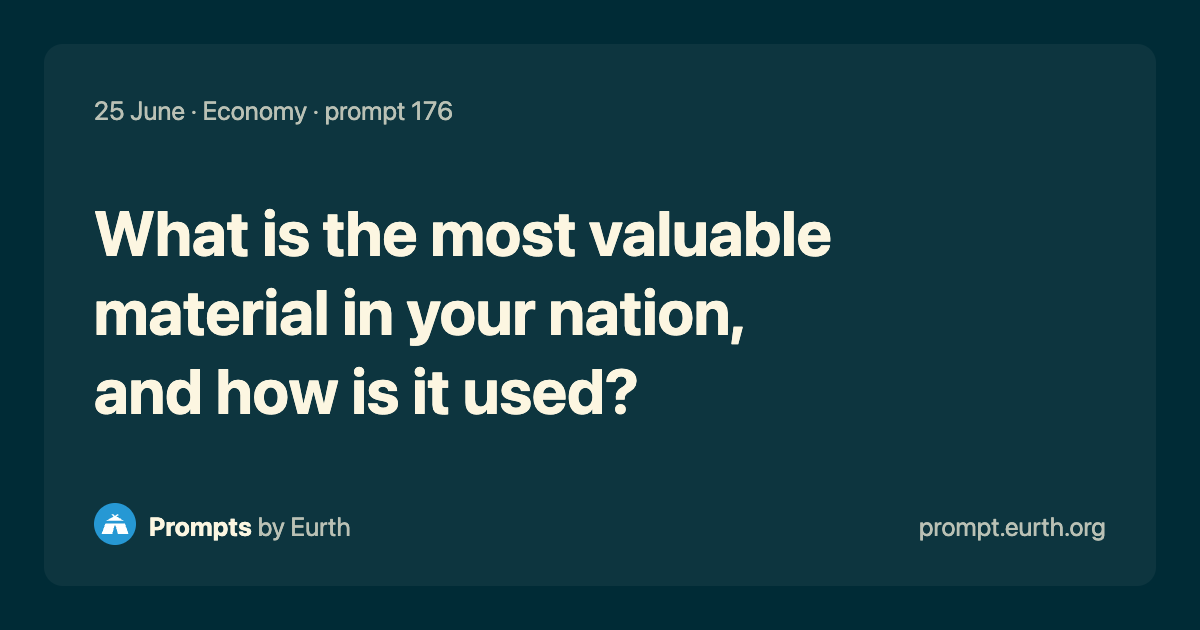 25 June · Economy · prompt 176
What is the most valuable
material in your nation,
and how is it used?
Prompts by Eurth
prompt.eurth.org